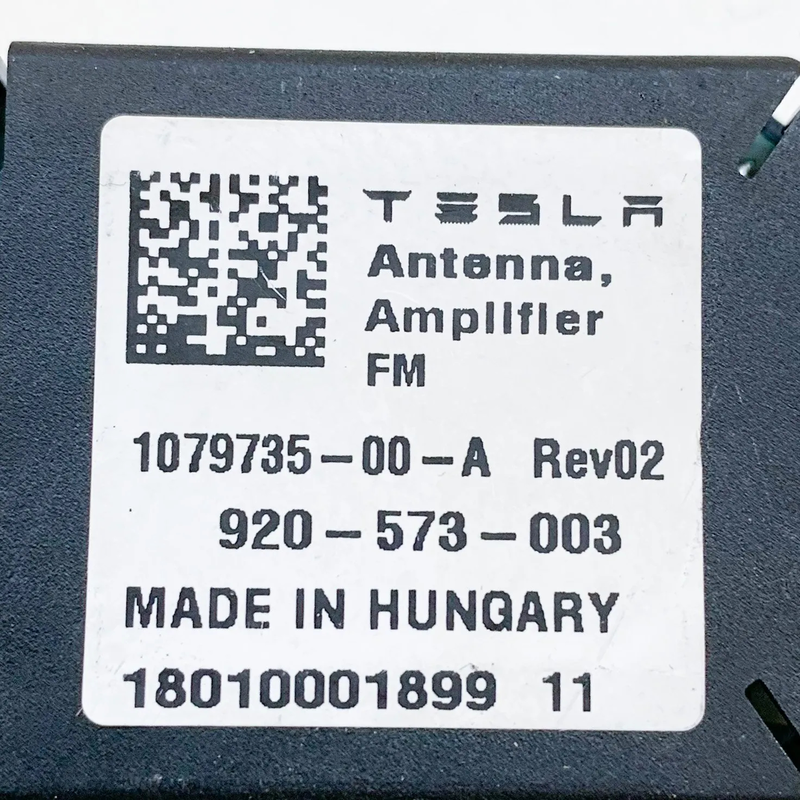 TESLA
Antenna,
Amplifier
FM
1079735-00-A Rev02
920-573-003
MADE IN HUNGARY
18010001899 11